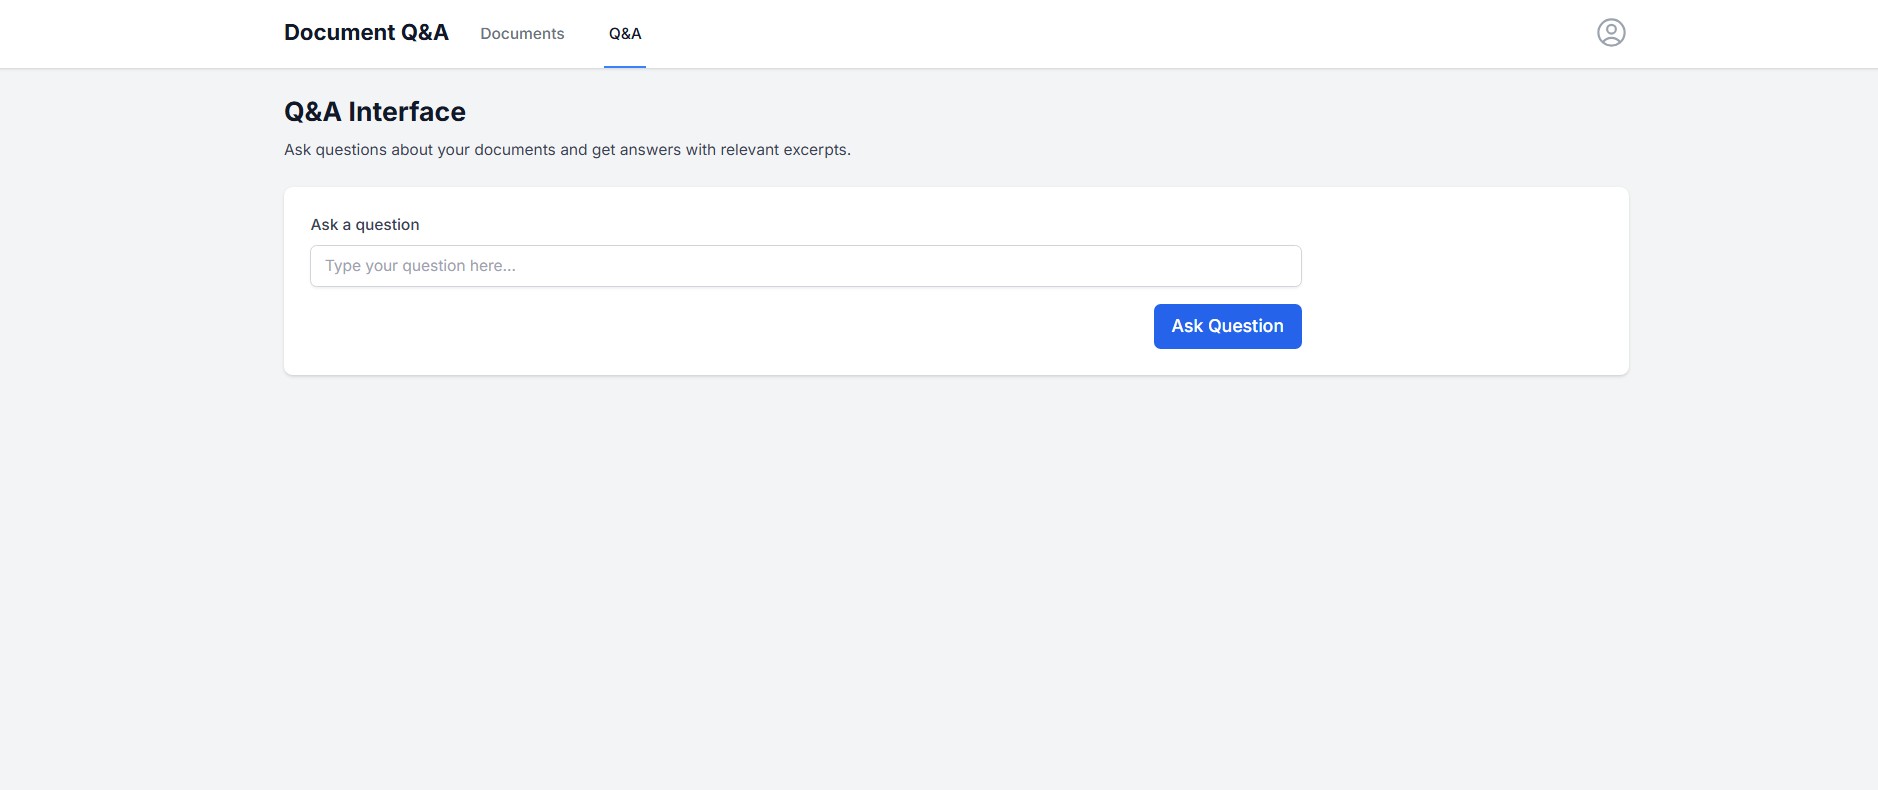 Document Q&A Documents Q&A
Q&A Interface
Ask questions about your documents and get answers with relevant excerpts.
Ask a question
Type your question here...
Ask Question